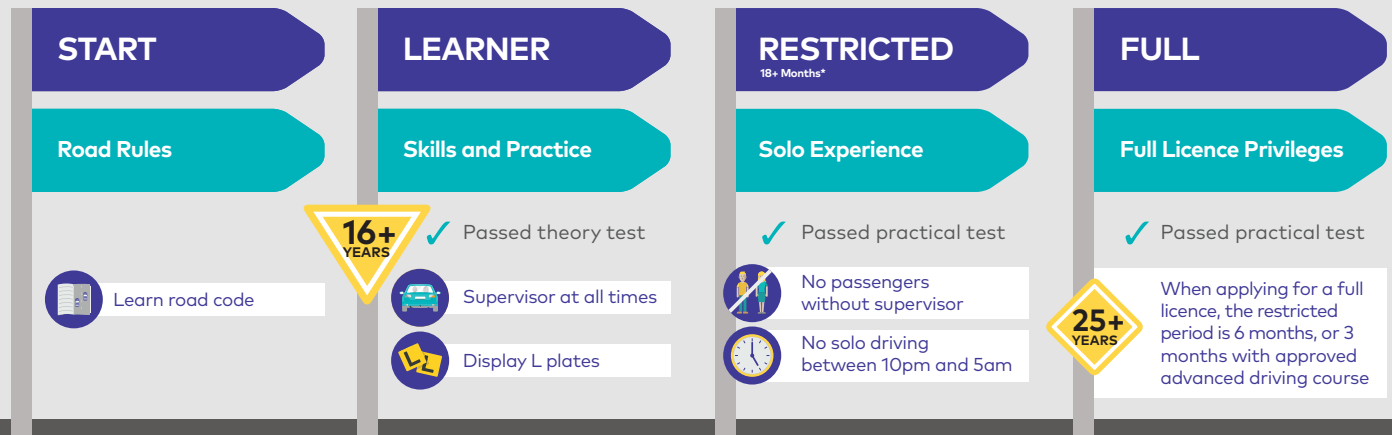 START
Road Rules
Learn road code
LEARNER
Skills and Practice
16+
YEARS
Passed theory test
Supervisor at all times
L L
Display L plates
RESTRICTED
18+ Months*
Solo Experience
Passed practical test
No passengers
without supervisor
No solo driving
between 10pm and 5am
FULL
Full Licence Privileges
Passed practical test
25+
YEARS
When applying for a full
licence, the restricted
period is 6 months, or 3
months with approved
advanced driving course